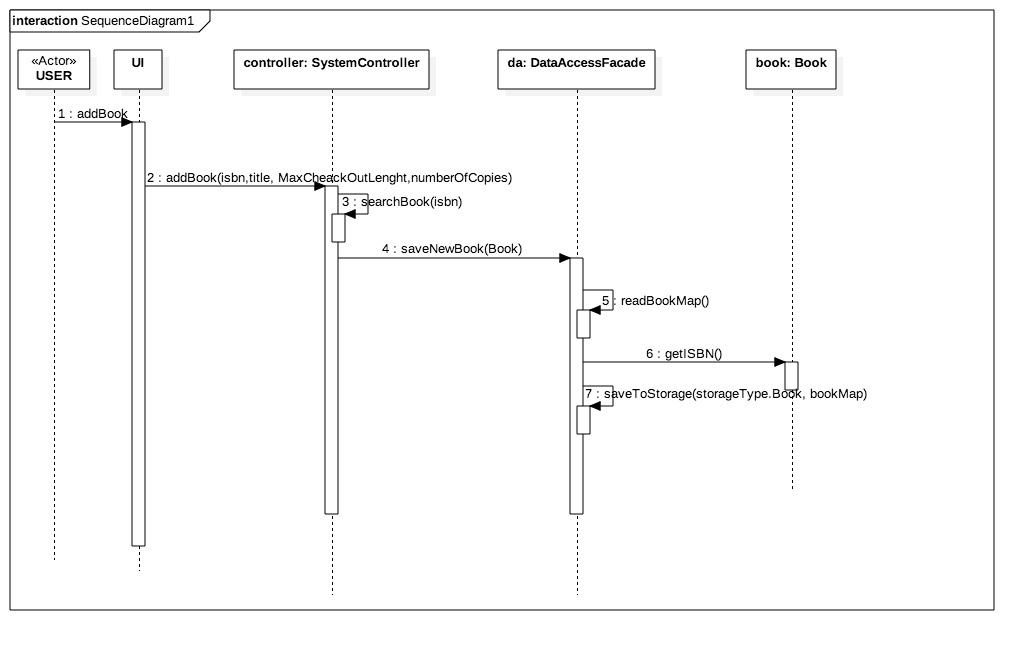 interaction SequenceDiagram1
«Actor»
USER
UI
controller: SystemController
da: DataAccessFacade
book: Book
1 : addBook
2 : addBook(isbn,title, MaxCheackOutLenght,numberOfCopies)
3 : searchBook(isbn)
4 : saveNewBook(Book)
5 : readBookMap()
6 : getISBN()
7 : saveToStorage(storageType.Book, bookMap)